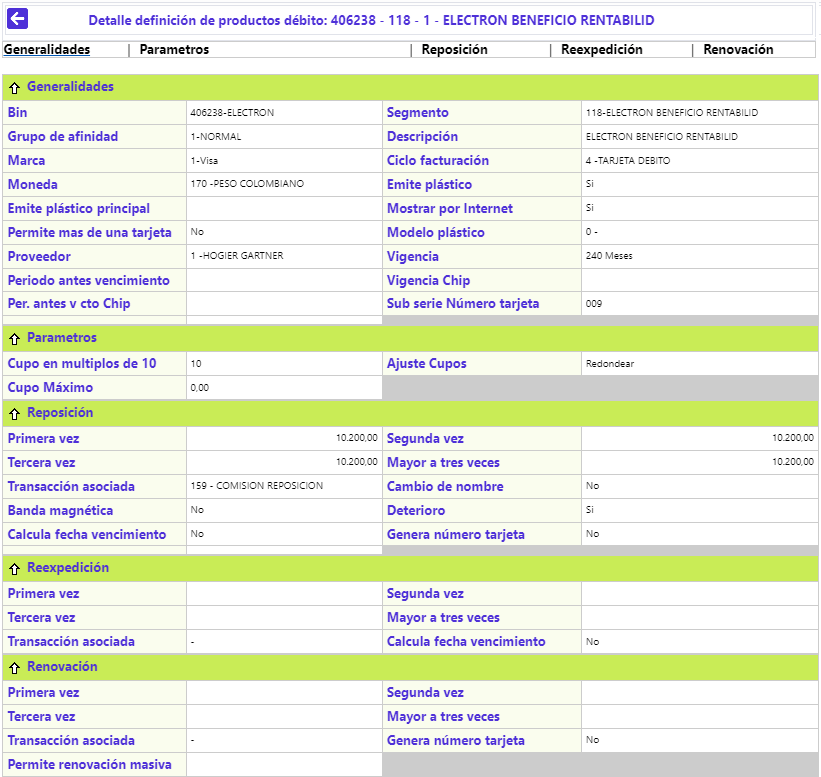 Detalle definición de productos débito: 406238 - 118 - 1 - ELECTRON BENEFICIO RENTABILID
Generalidades | Parametros | Reposición | Reexpedición | Renovación
Generalidades
Bin 406238-ELECTRON Segmento 118-ELECTRON BENEFICIO RENTABILID
Grupo de afinidad 1-NORMAL Descripción ELECTRON BENEFICIO RENTABILID
Marca 1-Visa Ciclo facturación 4 -TARJETA DEBITO
Moneda 170 -PESO COLOMBIANO Emite plástico Si
Emite plástico principal Mostrar por Internet Si
Permite mas de una tarjeta No Modelo plástico 0 -
Proveedor 1 -HOGIER GARTNER Vigencia 240 Meses
Periodo antes vencimiento Vigencia Chip
Per. antes v cto Chip Sub serie Número tarjeta 009
Parametros
Cupo en multiplos de 10 10 Ajuste Cupos Redondear
Cupo Máximo 0,00
Reposición
Primera vez 10.200,00 Segunda vez 10.200,00
Tercera vez 10.200,00 Mayor a tres veces 10.200,00
Transacción asociada 159 - COMISION REPOSICION Cambio de nombre No
Banda magnética No Deterioro Si
Calcula fecha vencimiento No Genera número tarjeta No
Reexpedición
Primera vez Segunda vez
Tercera vez Mayor a tres veces
Transacción asociada - Calcula fecha vencimiento No
Renovación
Primera vez Segunda vez
Tercera vez Mayor a tres veces
Transacción asociada - Genera número tarjeta No
Permite renovación masiva